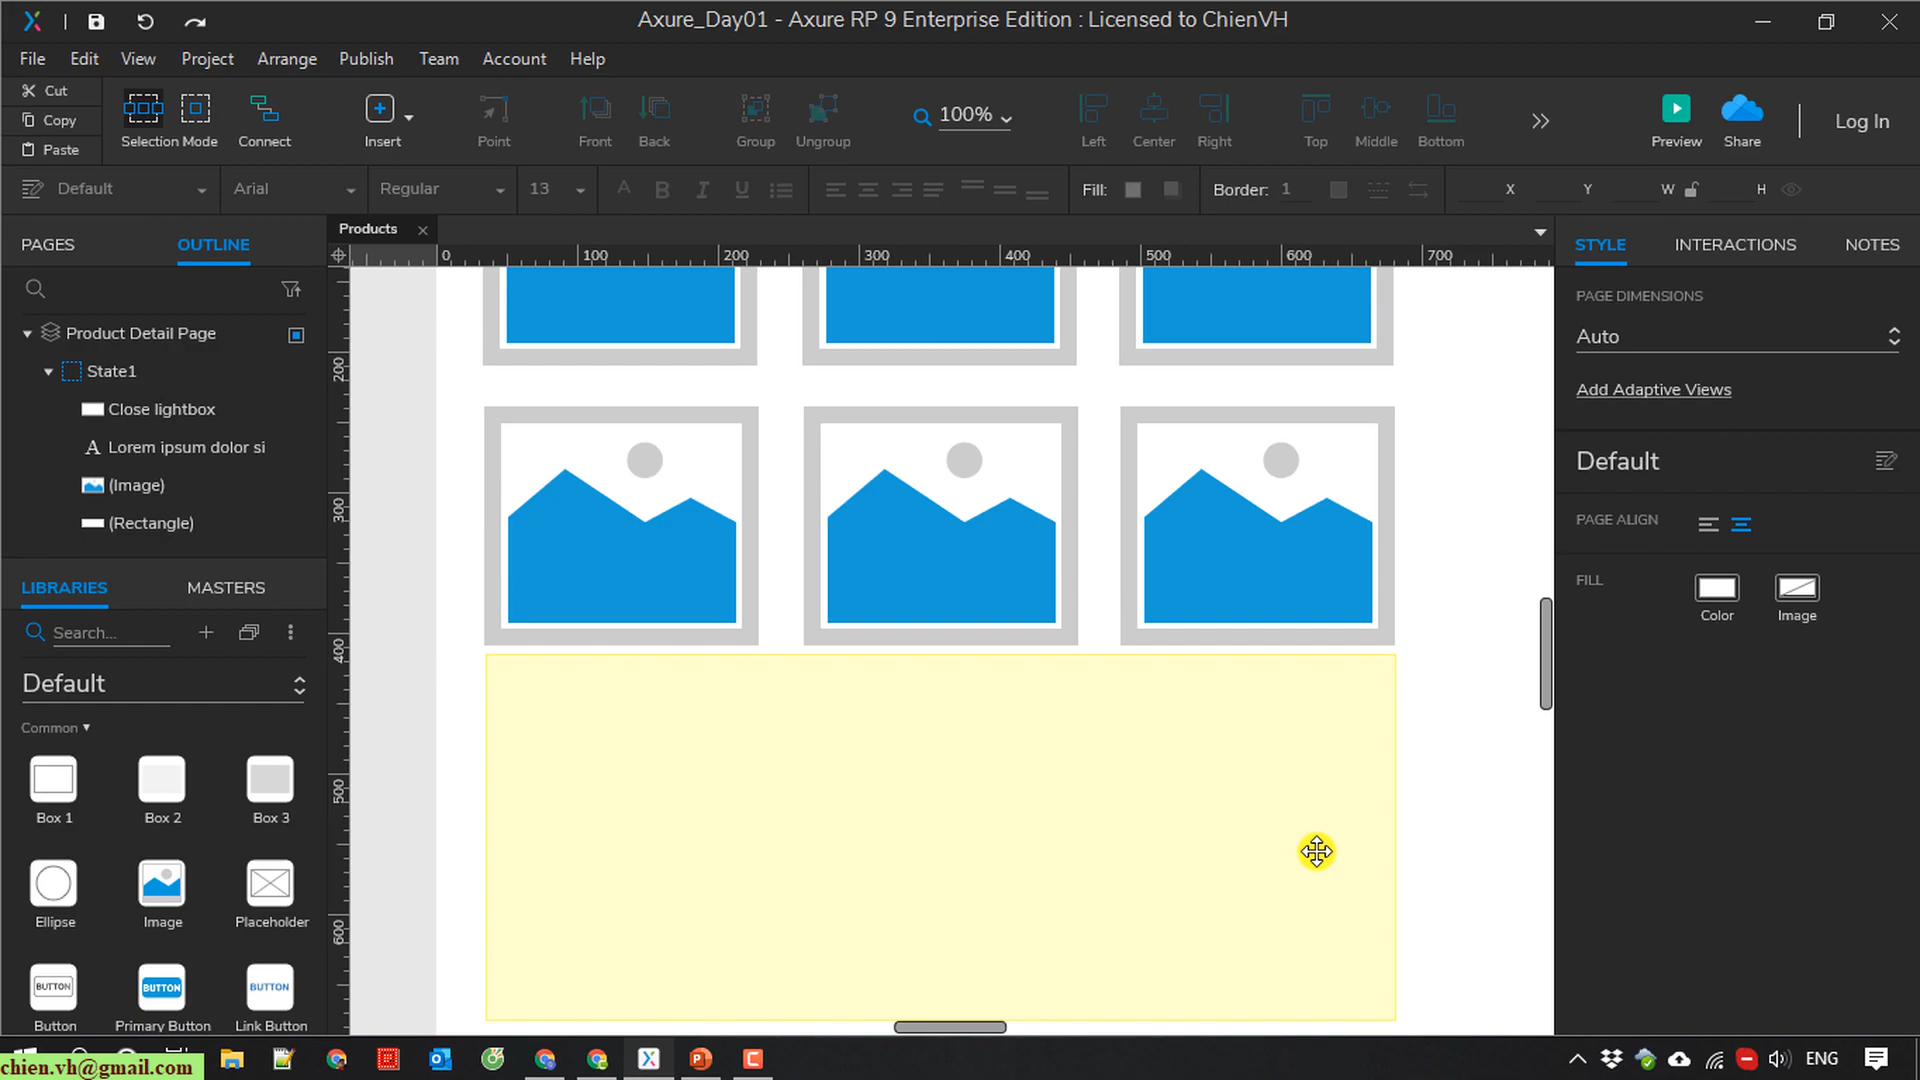 Axure_Day01 - Axure RP 9 Enterprise Edition : Licensed to ChienVH
File Edit View Project Arrange Publish Team Account Help
Cut
Copy
Paste
Selection Mode Connect Insert Point Front Back Group Ungroup 100% Left Center Right Top Middle Bottom Preview Share Log In
Default Arial Regular 13 Fill: Border: 1 X Y W H
PAGES OUTLINE
Products
STYLE INTERACTIONS NOTES
0 100 200 300 400 500 600 700
200
300
400
500
600
Product Detail Page
State1
Close lightbox
Lorem ipsum dolor si
(Image)
(Rectangle)
LIBRARIES MASTERS
Search...
Default
Common
Box 1 Box 2 Box 3
Ellipse Image Placeholder
BUTTON BUTTON BUTTON
Button Primary Button Link Button
PAGE DIMENSIONS
Auto
Add Adaptive Views
Default
PAGE ALIGN
FILL
Color Image
chien.vh@gmail.com
ENG